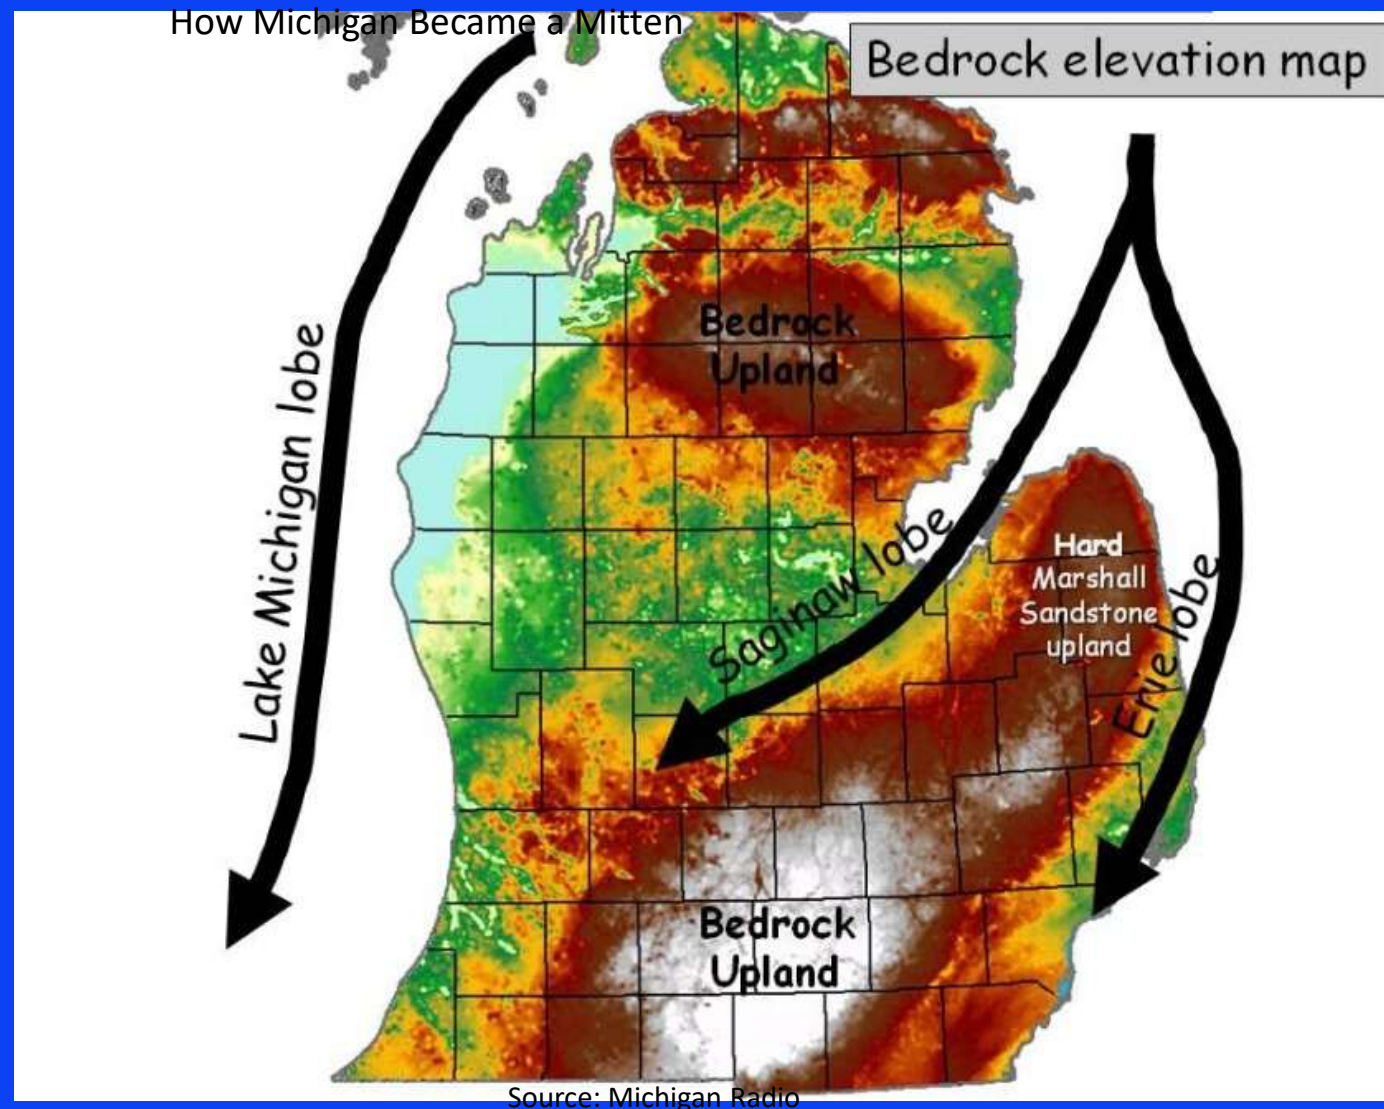 How Michigan Became a Mitten
Bedrock elevation map
Bedrock
Upland
Lake Michigan lobe
Saginaw lobe
Hard
Marshall
Sandstone
upland
Erie lobe
Bedrock
Upland
Source: Michigan Radio